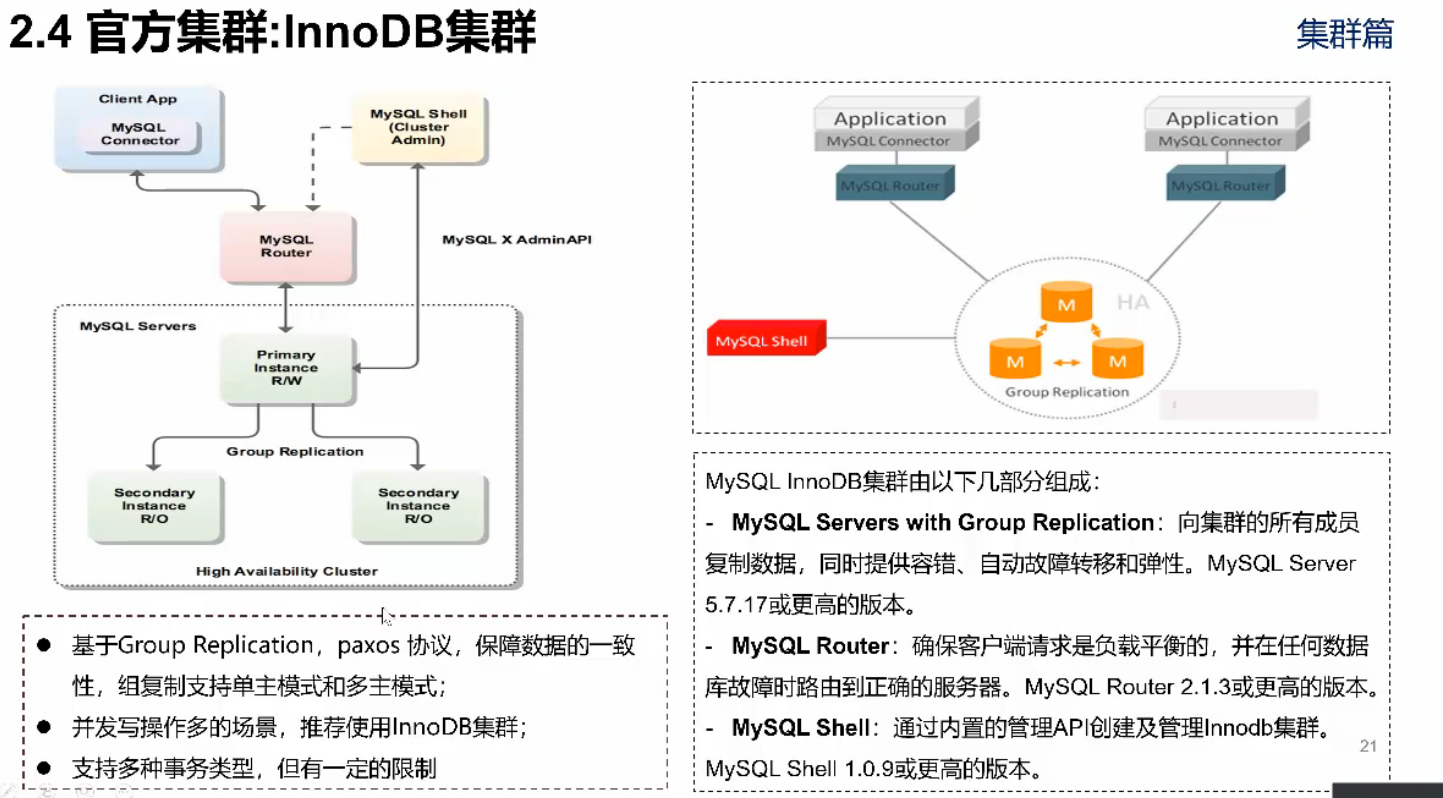 2.4 官方集群:InnoDB集群
集群篇
Client App
MySQL
Connector
MySQL Shell
(Cluster
Admin)
MySQL
Router
MySQL X AdminAPI
MySQL Servers
Primary
Instance
R/W
Group Replication
Secondary
Instance
R/O
Secondary
Instance
R/O
High Availability Cluster
基于Group Replication，paxos 协议，保障数据的一致
性，组复制支持单主模式和多主模式；
并发写操作多的场景，推荐使用InnoDB集群；
支持多种事务类型，但有一定的限制
Application
MySQL Connector
MySQL Router
Application
MySQL Connector
MySQL Router
HA
M
M
M
MySQL Shell
Group Replication
MySQL InnoDB集群由以下几部分组成：
- MySQL Servers with Group Replication：向集群的所有成员
复制数据，同时提供容错、自动故障转移和弹性。MySQL Server
5.7.17或更高的版本。
- MySQL Router：确保客户端请求是负载平衡的，并在任何数据
库故障时路由到正确的服务器。MySQL Router 2.1.3或更高的版本。
- MySQL Shell：通过内置的管理API创建及管理Innodb集群。
MySQL Shell 1.0.9或更高的版本。
21